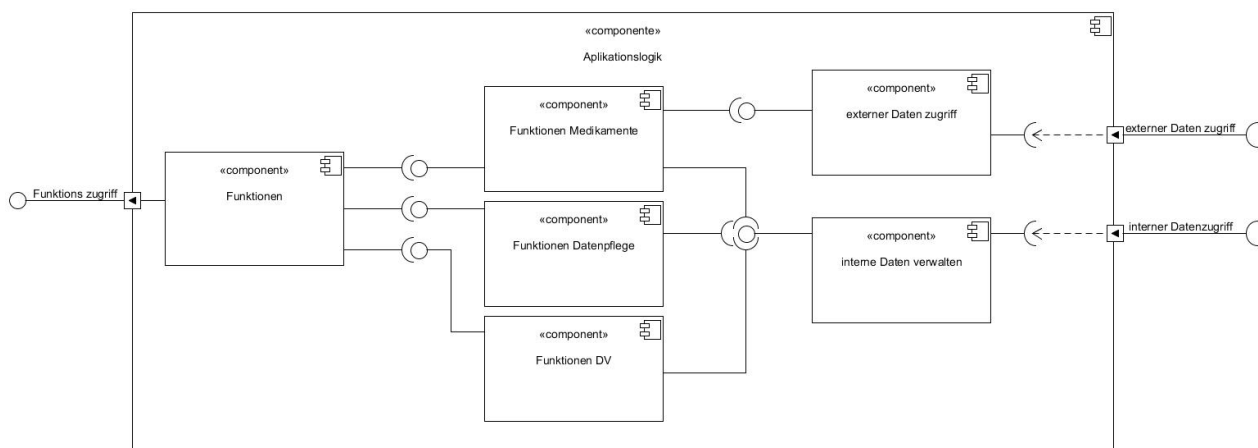 «componente»
Aplikationslogik
«component»
externer Daten zugriff
«component»
Funktionen Medikamente
externer Daten zugriff
«component»
Funktionen
Funktions zugriff
«component»
Funktionen Datenpflege
«component»
interne Daten verwalten
interner Datenzugriff
«component»
Funktionen DV